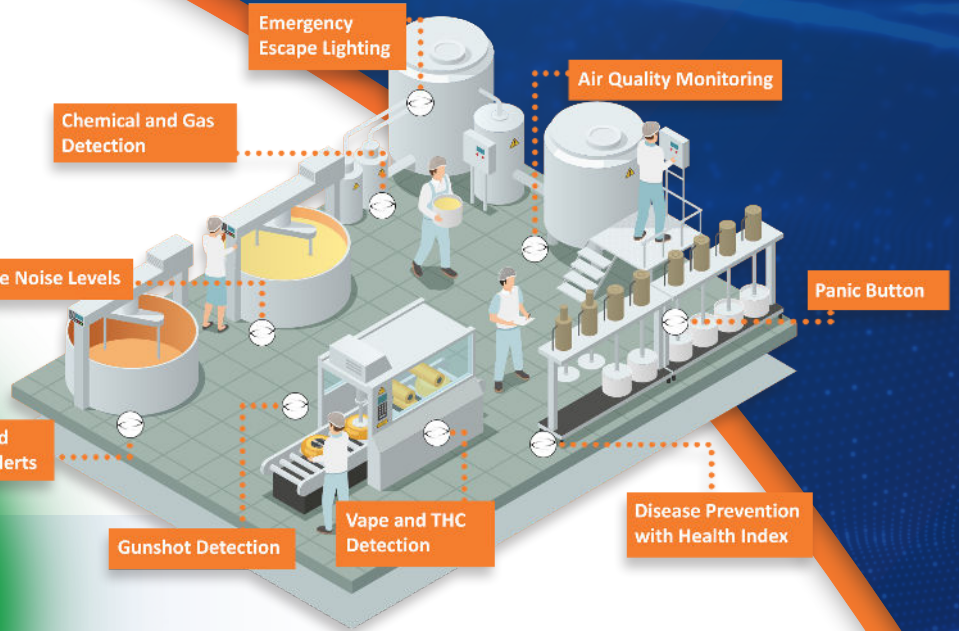 Emergency
Escape Lighting
Air Quality Monitoring
Chemical and Gas
Detection
Noise Levels
Panic Button
Gunshot Detection
Vape and THC
Detection
Disease Prevention
with Health Index